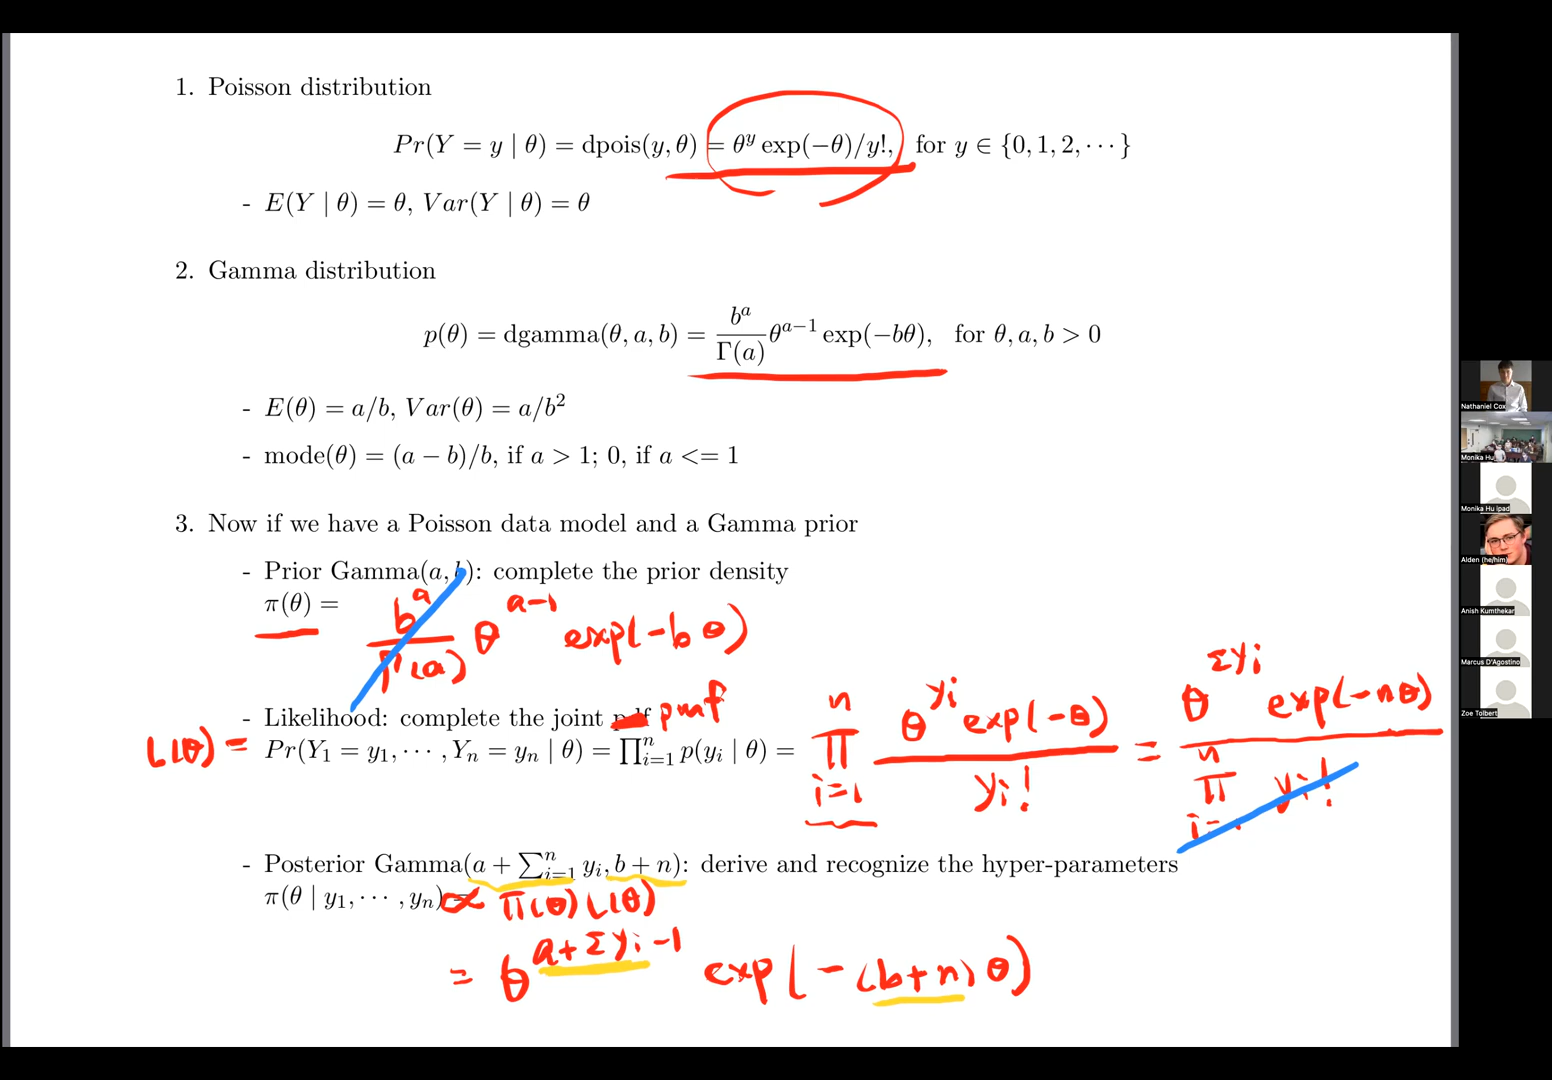 1. Poisson distribution
Pr(Y = y | θ) = dpois(y, θ) = θ^y exp(−θ)/y!, for y ∈ {0, 1, 2, ⋯}
- E(Y | θ) = θ, Var(Y | θ) = θ
2. Gamma distribution
p(θ) = dgamma(θ, a, b) = b^a/Γ(a) θ^{a−1} exp(−bθ), for θ, a, b > 0
- E(θ) = a/b, Var(θ) = a/b²
- mode(θ) = (a − b)/b, if a > 1; 0, if a <= 1
3. Now if we have a Poisson data model and a Gamma prior
- Prior Gamma(a, b): complete the prior density
π(θ) = b^a/Γ(a) θ^{a−1} exp(−bθ)
- Likelihood: complete the joint pdf pmf
L(θ) = Pr(Y₁ = y₁, ⋯, Yₙ = yₙ | θ) = ∏_{i=1}^n p(yᵢ | θ) = ∏_{i=1}^n θ^{yi} exp(−θ) / yi! = θ^{Σyi} exp(−nθ) / ∏_{i=1}^n yi!
- Posterior Gamma(a + ∑_{i=1}^n yᵢ, b + n): derive and recognize the hyper-parameters
π(θ | y₁, ⋯, yₙ) ∝ π(θ) L(θ)
= θ^{a+Σyi−1} exp(−(b+n)θ)
Nathaniel Cox
Monika Hu
Monika Hu ipad
Aiden (he/him)
Anish Kumthekar
Marcus D'Agostino
Zoe Tolbert